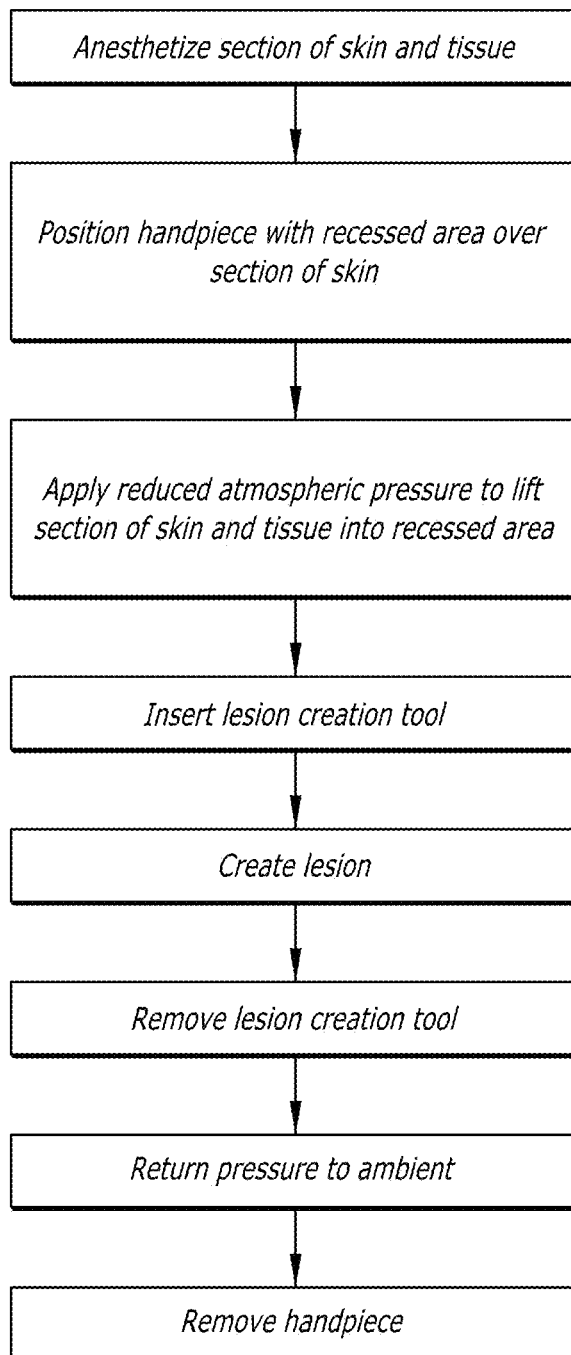 Anesthetize section of skin and tissue
Position handpiece with recessed area over
section of skin
Apply reduced atmospheric pressure to lift
section of skin and tissue into recessed area
Insert lesion creation tool
Create lesion
Remove lesion creation tool
Return pressure to ambient
Remove handpiece